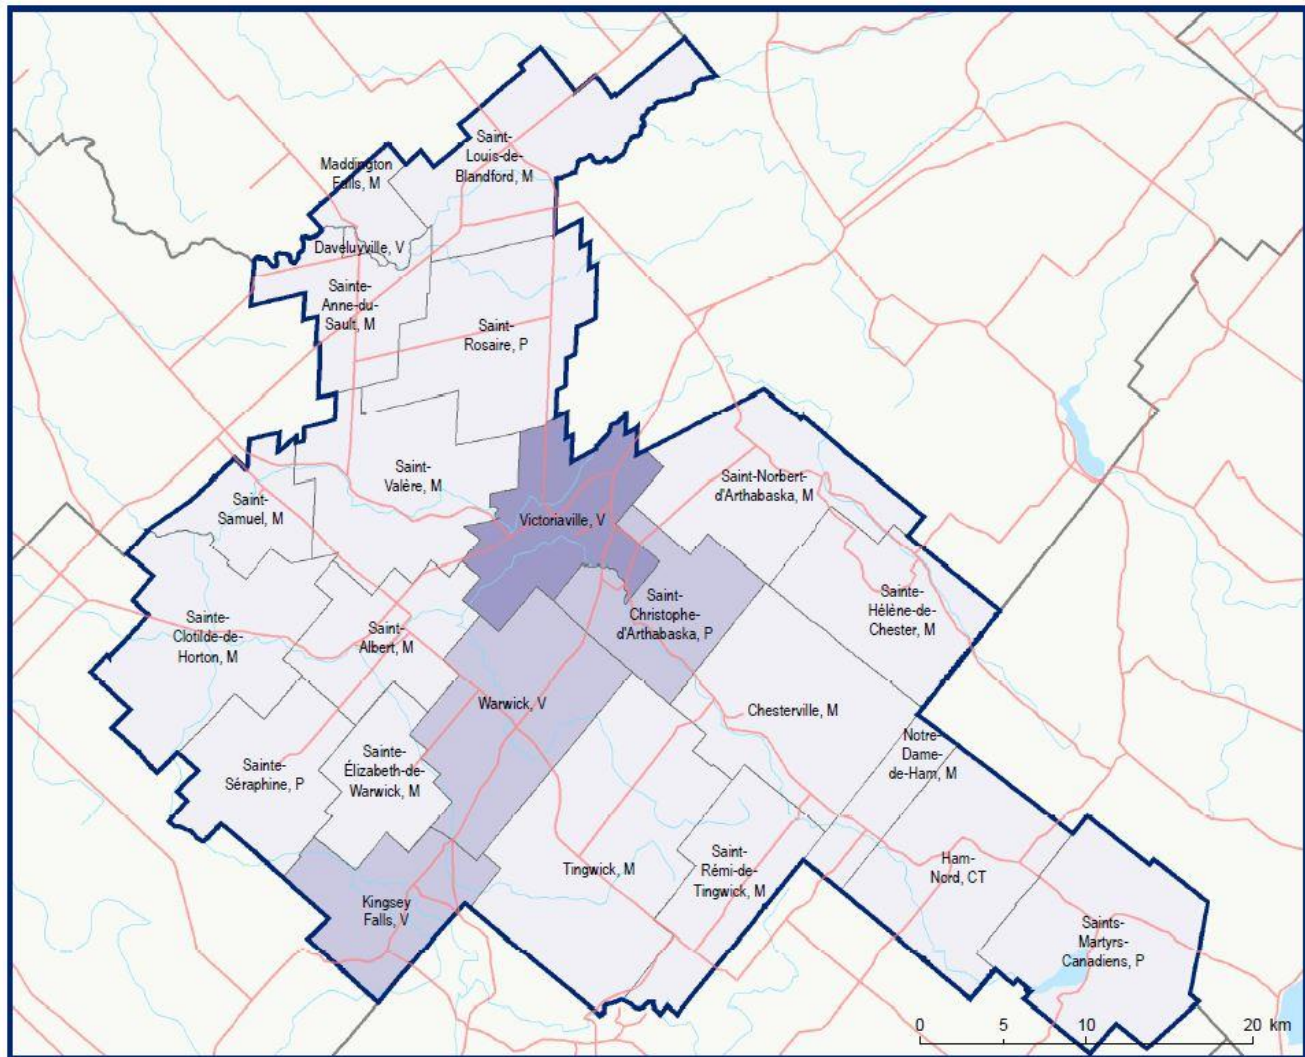 Saint-
Louis-de-
Blandford, M
Maddington
Falls, M
Daveluyville, V
Sainte-
Anne-du-
Sault, M
Saint-
Rosaire, P
Saint-
Valère, M
Saint-Norbert-
d'Arthabaska, M
Saint-
Samuel, M
Victoriaville, V
Sainte-
Hélène-de-
Chester, M
Saint-
Christophe-
d'Arthabaska, P
Sainte-
Clotilde-de-
Horton, M
Saint-
Albert, M
Warwick, V
Chesterville, M
Notre-
Dame-
de-Ham, M
Sainte-
Élizabeth-de-
Warwick, M
Sainte-
Séraphine, P
Saint-
Rémi-de-
Tingwick, M
Tingwick, M
Ham-
Nord, CT
Kingsey
Falls, V
Saints-
Martyrs-
Canadiens, P
0 5 10 20 km